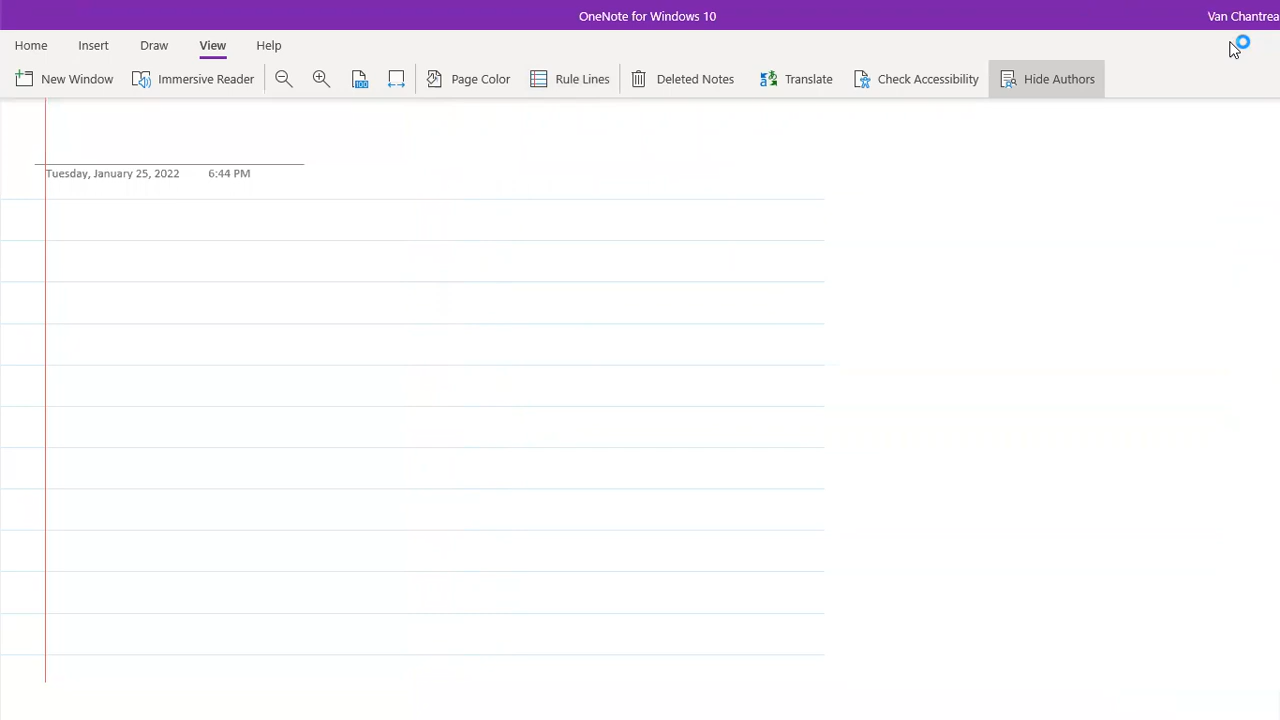 OneNote for Windows 10
Van Chantrea
Home Insert Draw View Help
New Window Immersive Reader 100 Page Color Rule Lines Deleted Notes Translate Check Accessibility Hide Authors
Tuesday, January 25, 2022 6:44 PM